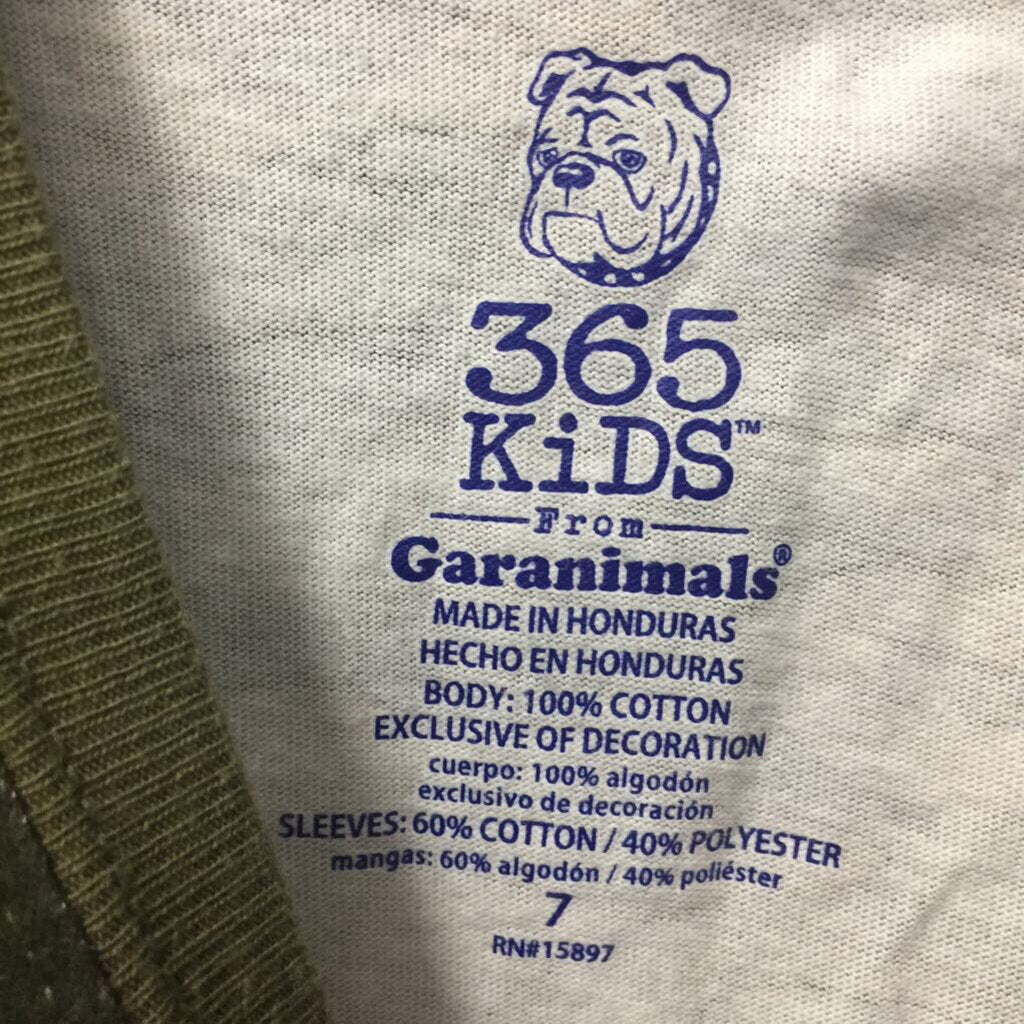 365
KiDS™
From
Garanimals®
MADE IN HONDURAS
HECHO EN HONDURAS
BODY: 100% COTTON
EXCLUSIVE OF DECORATION
cuerpo: 100% algodón
exclusivo de decoración
SLEEVES: 60% COTTON / 40% POLYESTER
mangas: 60% algodón / 40% poliéster
7
RN#15897